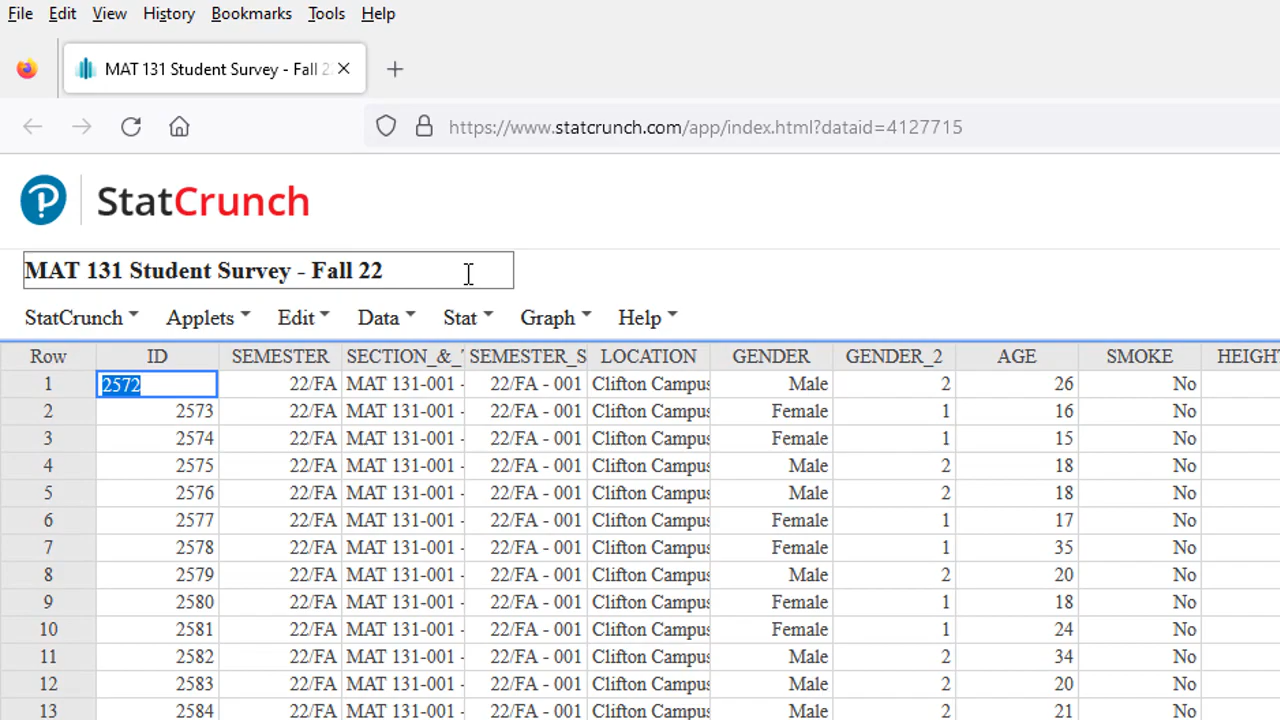 File Edit View History Bookmarks Tools Help
MAT 131 Student Survey - Fall 2
https://www.statcrunch.com/app/index.html?dataid=4127715
P StatCrunch
MAT 131 Student Survey - Fall 22
StatCrunch Applets Edit Data Stat Graph Help
Row ID SEMESTER SECTION_&_ SEMESTER_S LOCATION GENDER GENDER_2 AGE SMOKE HEIGH
1 2572 22/FA MAT 131-001 - 22/FA - 001 Clifton Campus Male 2 26 No
2 2573 22/FA MAT 131-001 - 22/FA - 001 Clifton Campus Female 1 16 No
3 2574 22/FA MAT 131-001 - 22/FA - 001 Clifton Campus Female 1 15 No
4 2575 22/FA MAT 131-001 - 22/FA - 001 Clifton Campus Male 2 18 No
5 2576 22/FA MAT 131-001 - 22/FA - 001 Clifton Campus Male 2 18 No
6 2577 22/FA MAT 131-001 - 22/FA - 001 Clifton Campus Female 1 17 No
7 2578 22/FA MAT 131-001 - 22/FA - 001 Clifton Campus Female 1 35 No
8 2579 22/FA MAT 131-001 - 22/FA - 001 Clifton Campus Male 2 20 No
9 2580 22/FA MAT 131-001 - 22/FA - 001 Clifton Campus Female 1 18 No
10 2581 22/FA MAT 131-001 - 22/FA - 001 Clifton Campus Female 1 24 No
11 2582 22/FA MAT 131-001 - 22/FA - 001 Clifton Campus Male 2 34 No
12 2583 22/FA MAT 131-001 - 22/FA - 001 Clifton Campus Male 2 20 No
13 2584 22/FA MAT 131-001 - 22/FA - 001 Clifton Campus Male 2 21 No